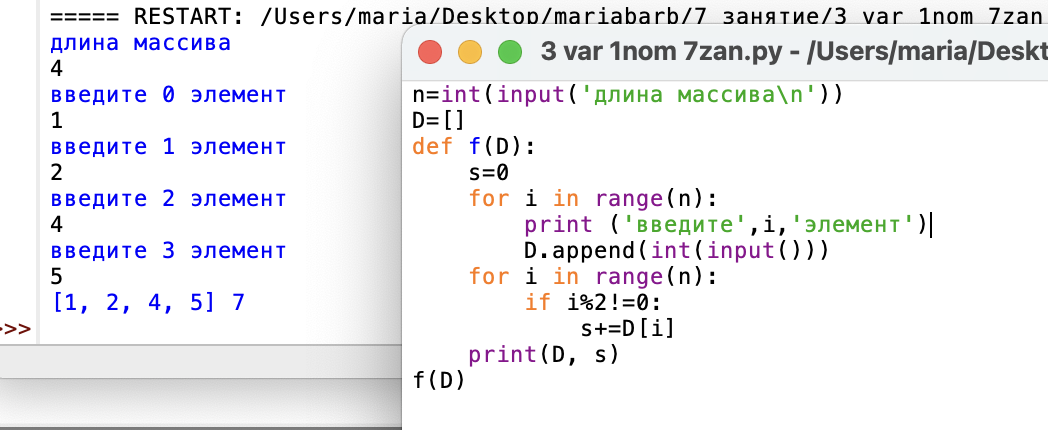 ===== RESTART: /Users/maria/Desktop/mariabarb/7 занятие/3 var 1nom 7zan
длина массива
4
введите 0 элемент
1
введите 1 элемент
2
введите 2 элемент
4
введите 3 элемент
5
[1, 2, 4, 5] 7
>>>
3 var 1nom 7zan.py - /Users/maria/Deskt
n=int(input('длина массива\n'))
D=[]
def f(D):
    s=0
    for i in range(n):
        print ('введите',i,'элемент')
        D.append(int(input()))
    for i in range(n):
        if i%2!=0:
            s+=D[i]
    print(D, s)
f(D)